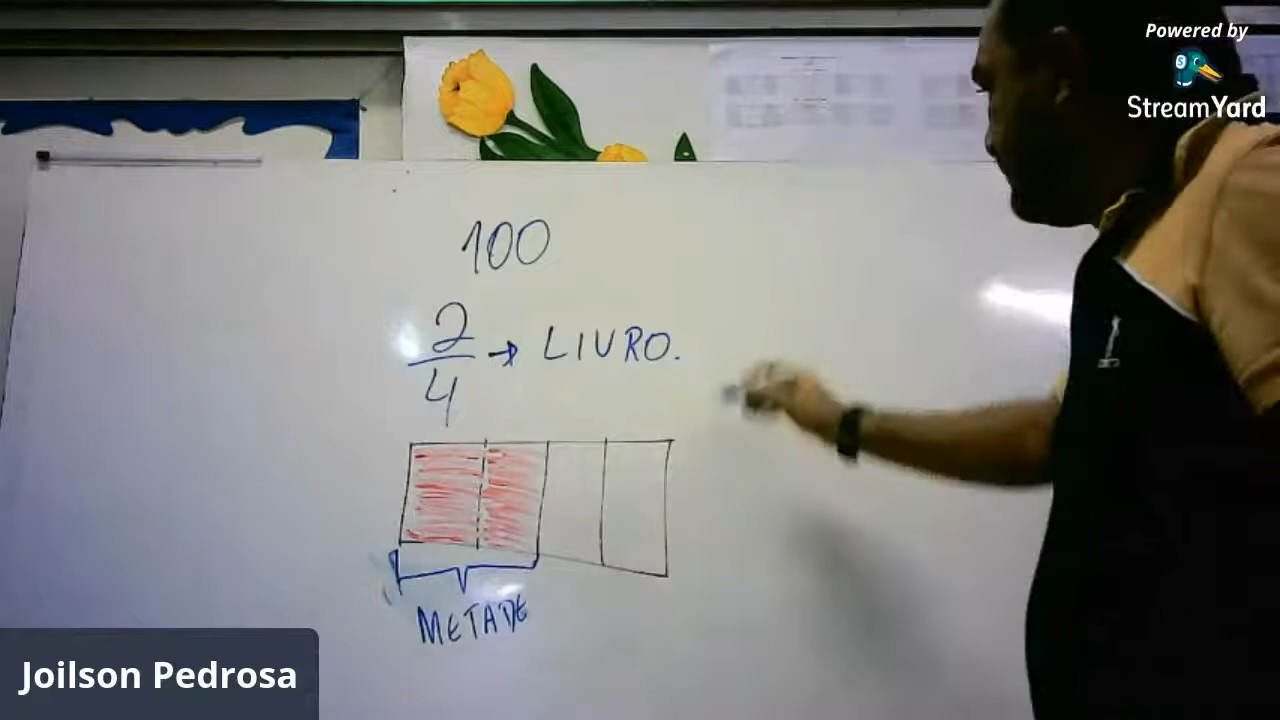 Powered by
StreamYard
100
2
4 → LIVRO.
METADE
Joilson Pedrosa